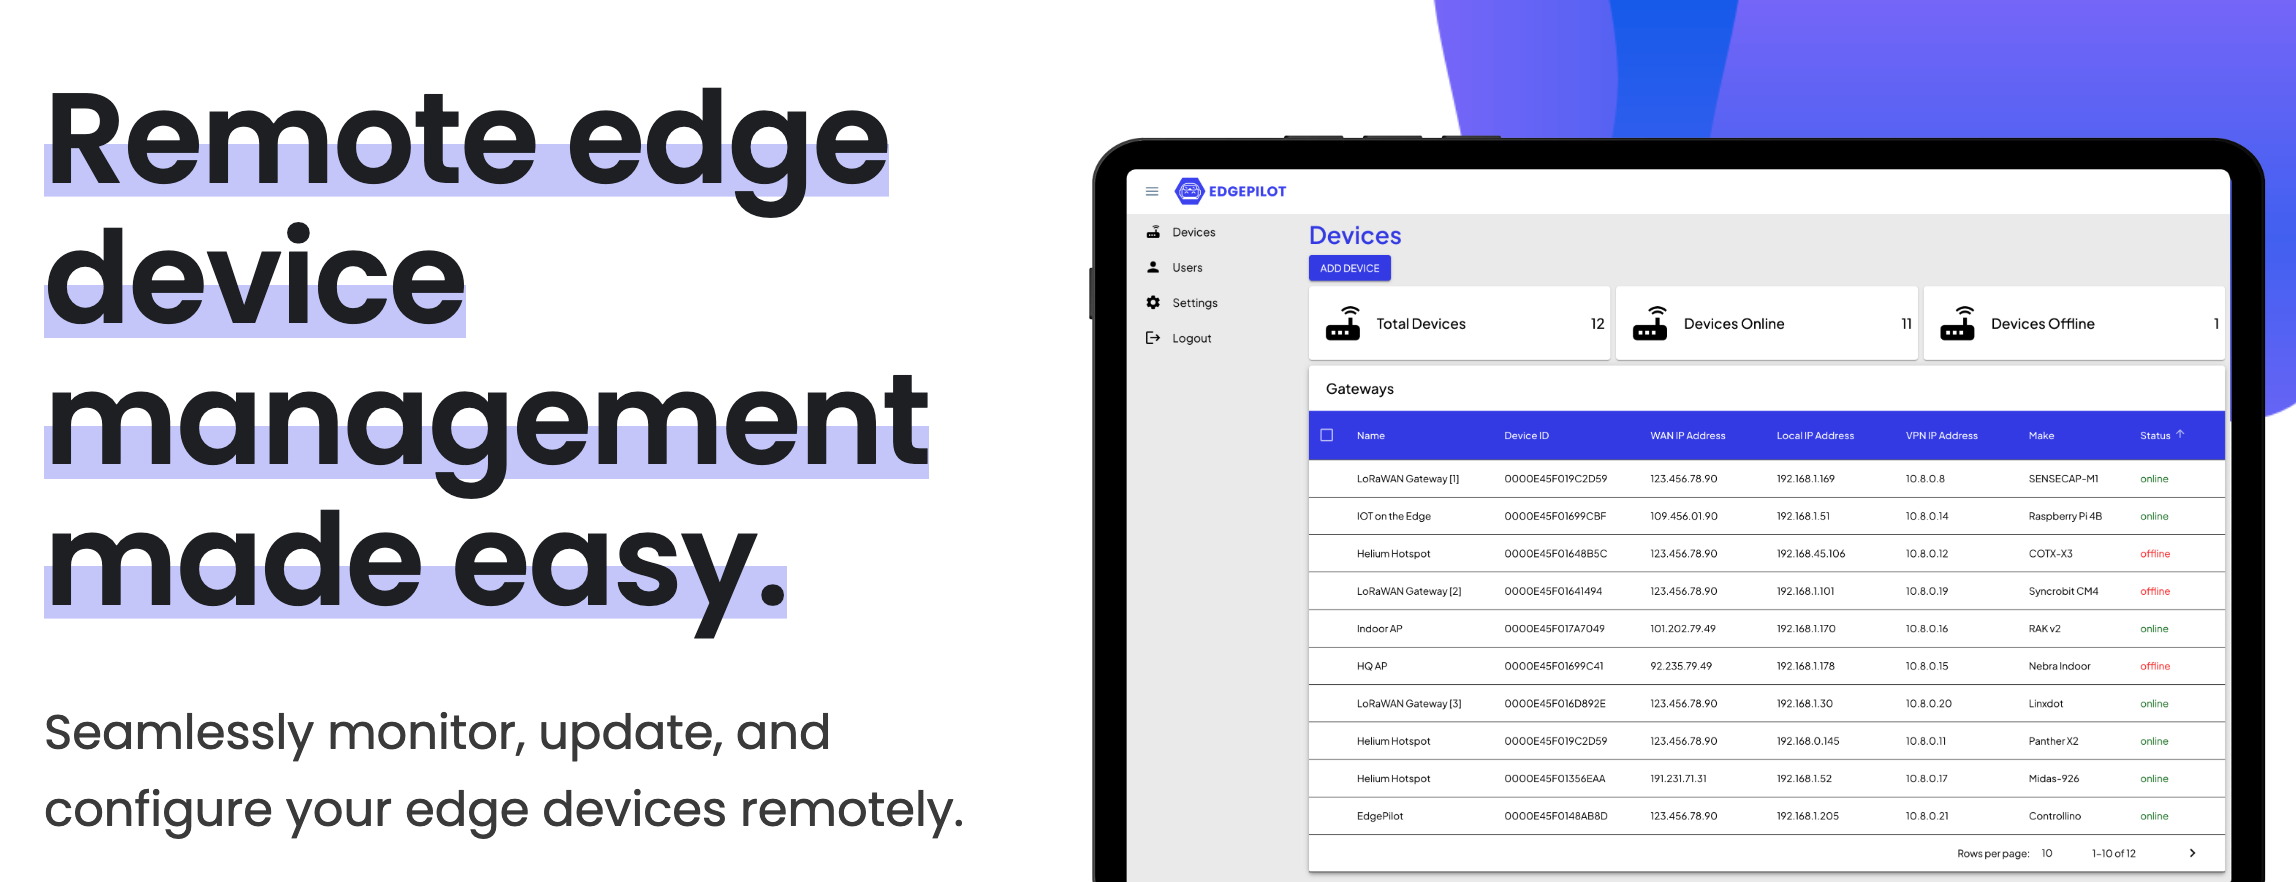 Remote edge
device
management
made easy.
Seamlessly monitor, update, and
configure your edge devices remotely.
EDGEPILOT
Devices
Users
Settings
Logout
Devices
ADD DEVICE
Total Devices 12 Devices Online 11 Devices Offline 1
Gateways
Name Device ID WAN IP Address Local IP Address VPN IP Address Make Status
LoRaWAN Gateway [1] 0000E45F019C2D59 123.456.78.90 192.168.1.169 10.8.0.8 SENSECAP-M1 online
IOT on the Edge 0000E45F01699CBF 109.456.01.90 192.168.1.51 10.8.0.14 Raspberry Pi 4B online
Helium Hotspot 0000E45F01648B5C 123.456.78.90 192.168.45.106 10.8.0.12 COTX-X3 offline
LoRaWAN Gateway [2] 0000E45F01641494 123.456.78.90 192.168.1.101 10.8.0.19 Syncrobit CM4 offline
Indoor AP 0000E45F017A7049 101.202.79.49 192.168.1.170 10.8.0.16 RAK v2 online
HQ AP 0000E45F01699C41 92.235.79.49 192.168.1.178 10.8.0.15 Nebra Indoor offline
LoRaWAN Gateway [3] 0000E45F016D892E 123.456.78.90 192.168.1.30 10.8.0.20 Linxdot online
Helium Hotspot 0000E45F019C2D59 123.456.78.90 192.168.0.145 10.8.0.11 Panther X2 online
Helium Hotspot 0000E45F01356EAA 191.231.71.31 192.168.1.52 10.8.0.17 Midas-926 online
EdgePilot 0000E45F0148AB8D 123.456.78.90 192.168.1.205 10.8.0.21 Controllino online
Rows per page: 10 1–10 of 12